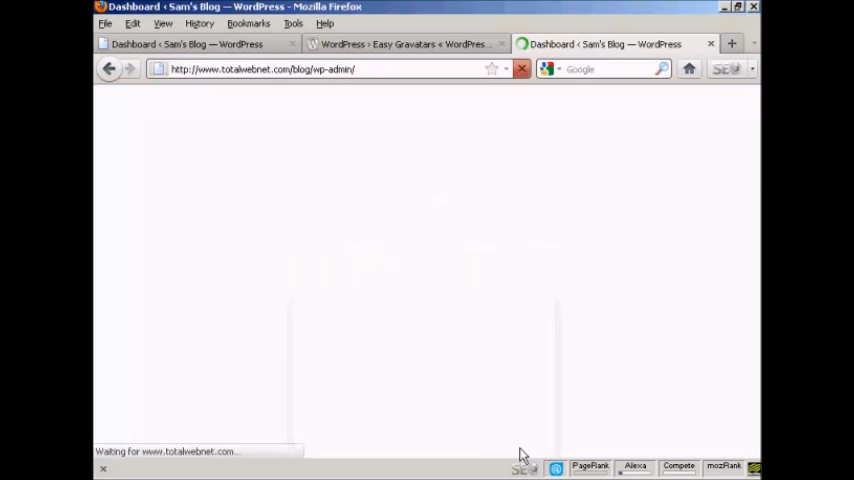 Dashboard ‹ Sam's Blog — WordPress - Mozilla Firefox
File Edit View History Bookmarks Tools Help
Dashboard ‹ Sam's Blog — WordPress
WordPress › Easy Gravatars « WordPres...
Dashboard ‹ Sam's Blog — WordPress
http://www.totalwebnet.com/blog/wp-admin/
Google
SEO
Waiting for www.totalwebnet.com...
SEO
PageRank
Alexa
Compete
mozRank